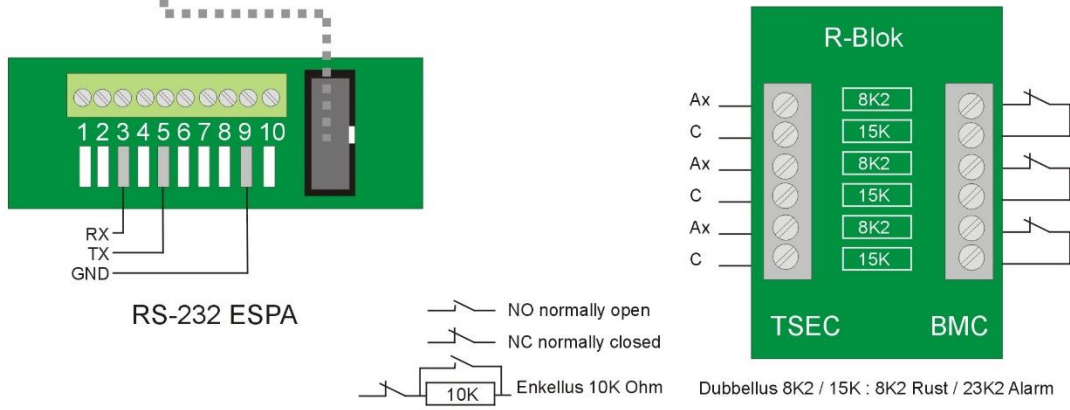 1 2 3 4 5 6 7 8 9 10
RX
TX
GND
RS-232 ESPA
NO normally open
NC normally closed
10K Enkellus 10K Ohm
R-Blok
Ax 8K2
C 15K
Ax 8K2
C 15K
Ax 8K2
C 15K
TSEC BMC
Dubbellus 8K2 / 15K : 8K2 Rust / 23K2 Alarm